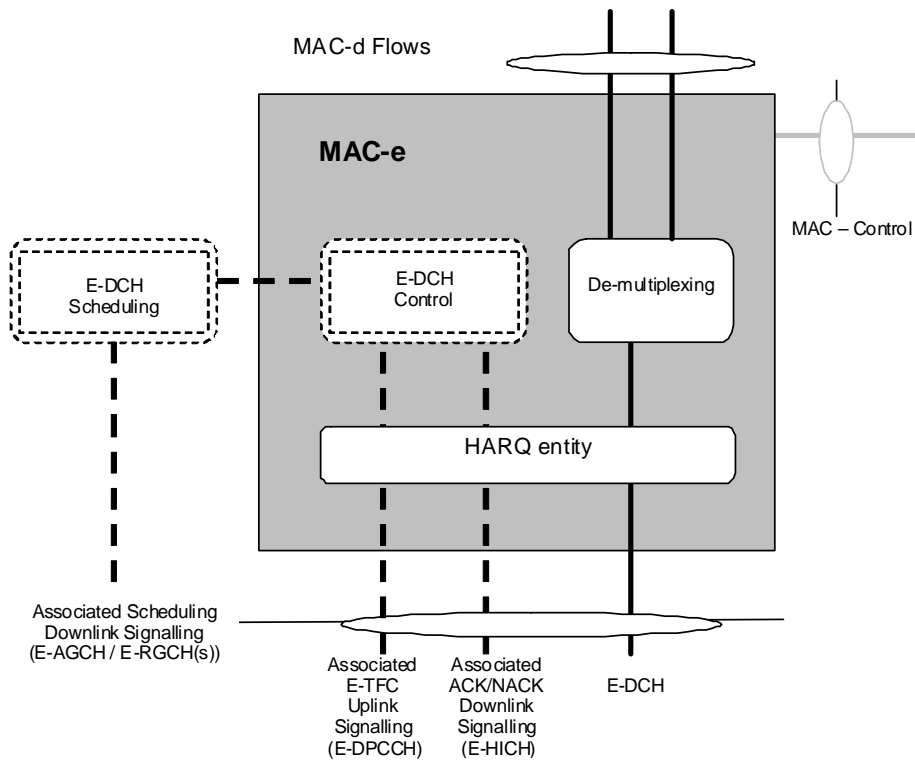 MAC-d Flows
MAC-e
MAC – Control
E-DCH
Scheduling
E-DCH
Control
De-multiplexing
HARQ entity
Associated Scheduling
Downlink Signalling
(E-AGCH / E-RGCH(s))
Associated
E-TFC
Uplink
Signalling
(E-DPCCH)
Associated
ACK/NACK
Downlink
Signalling
(E-HICH)
E-DCH